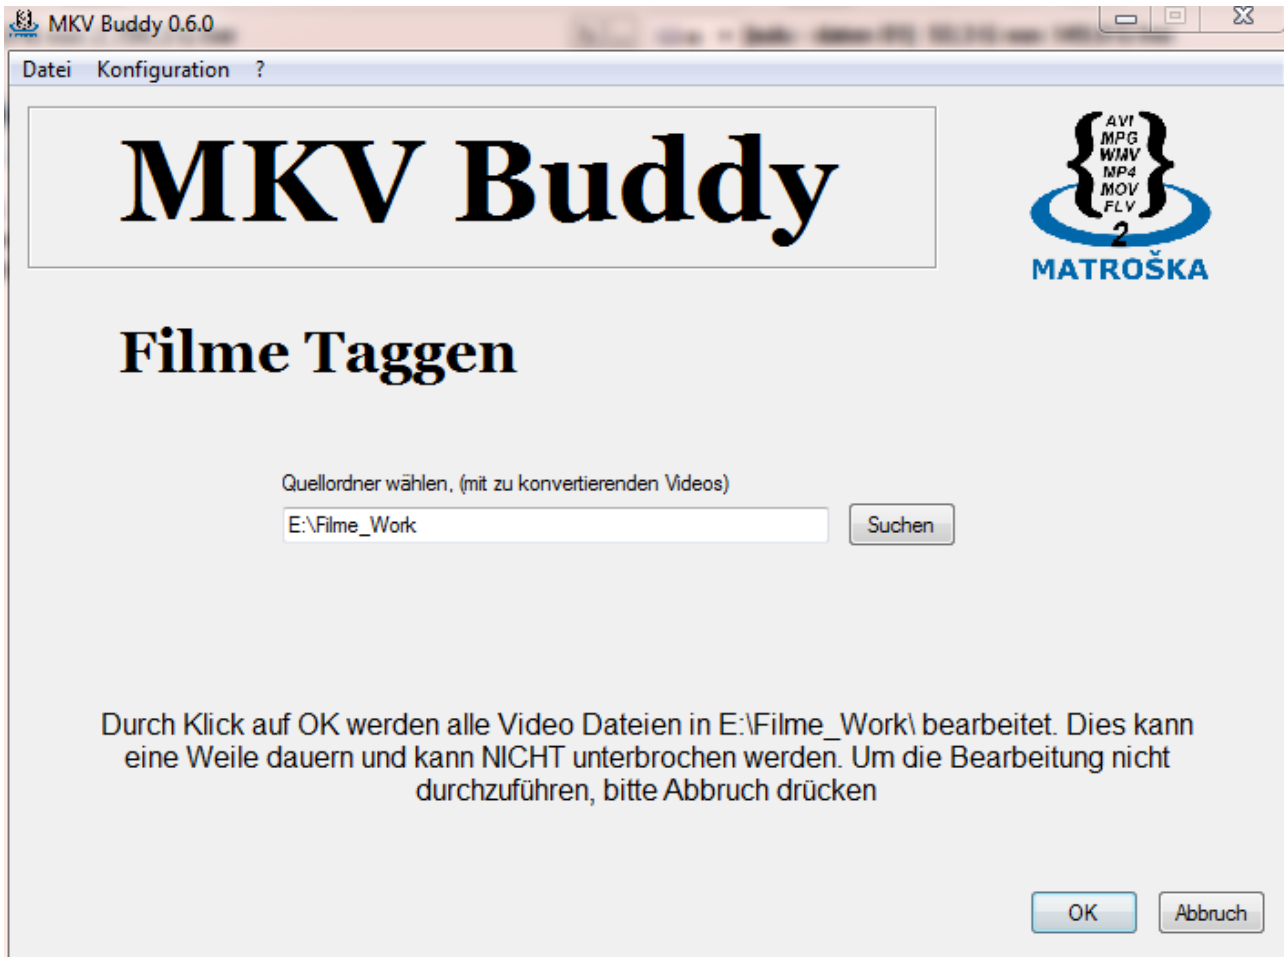 MKV Buddy 0.6.0
Datei Konfiguration ?
MKV Buddy
AVI
MPG
WMV
MP4
MOV
FLV
2
MATROŠKA
Filme Taggen
Quellordner wählen, (mit zu konvertierenden Videos)
E:\Filme_Work
Suchen
Durch Klick auf OK werden alle Video Dateien in E:\Filme_Work\ bearbeitet. Dies kann
eine Weile dauern und kann NICHT unterbrochen werden. Um die Bearbeitung nicht
durchzuführen, bitte Abbruch drücken
OK Abbruch